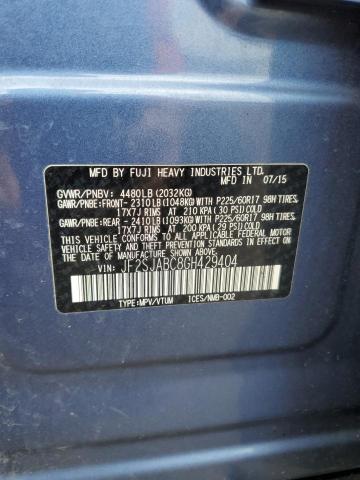 MFD BY FUJI HEAVY INDUSTRIES LTD.
MFD IN 07/15
GVWR/PNBV: 4480LB (2032KG)
GAWR/PNBE:FRONT-2310LB (1048KG) WITH P225/60R17 98H TIRES,
17X7J RIMS AT 210 KPA (30 PSI) COLD
GAWR/PNBE:REAR -2410LB (1093KG) WITH P225/60R17 98H TIRES,
17X7J RIMS AT 200 KPA (29 PSI) COLD
THIS VEHICLE CONFORMS TO ALL APPLICABLE FEDERAL MOTOR
VEHICLE SAFETY AND THEFT PREVENTION STANDARDS IN EFFECT
ON THE DATE OF MANUFACTURE SHOWN ABOVE.
VIN: JF2SJABC8GH429404
TYPE:MPV/VTUM ICES/NMB-002